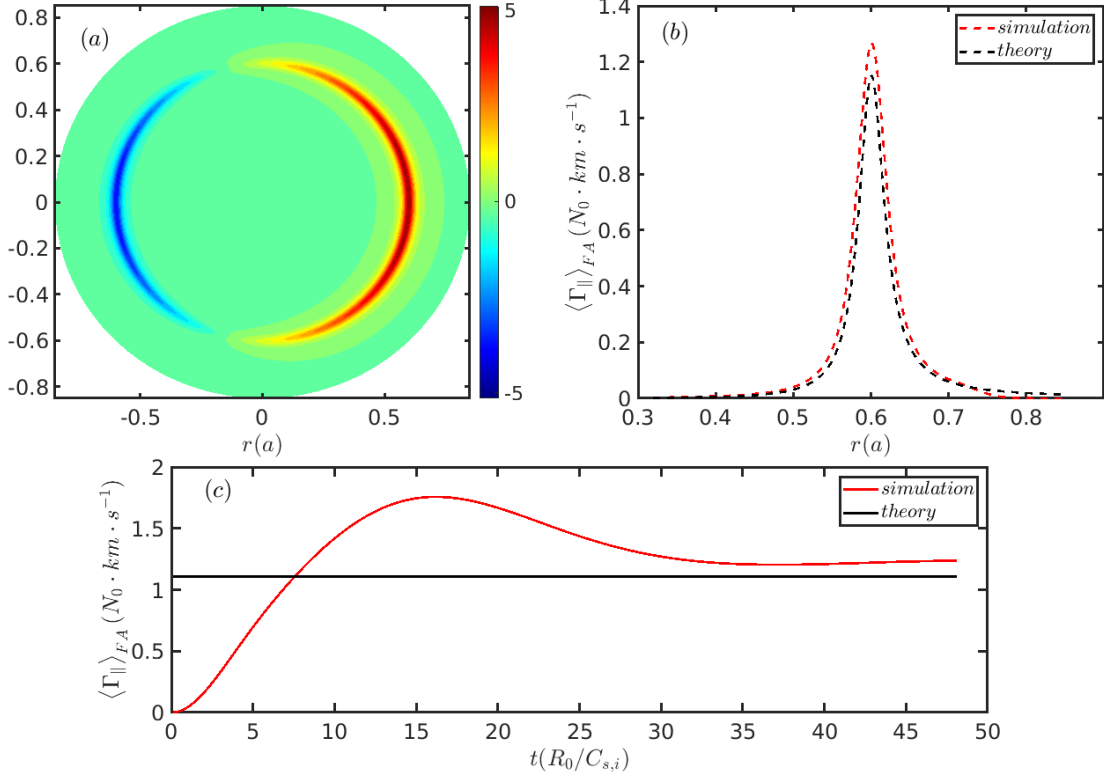 (a)
0.8
0.6
0.4
0.2
0
-0.2
-0.4
-0.6
-0.8
-0.5 0 0.5
r(a)
5
0
-5
(b)
simulation
theory
1.4
1.2
1
0.8
0.6
0.4
0.2
0
⟨Γ∥⟩FA (N0 · km · s−1)
0.3 0.4 0.5 0.6 0.7 0.8
r(a)
(c)
simulation
theory
2
1.5
1
0.5
0
⟨Γ∥⟩FA (N0 · km · s−1)
0 5 10 15 20 25 30 35 40 45 50
t(R0/Cs,i)